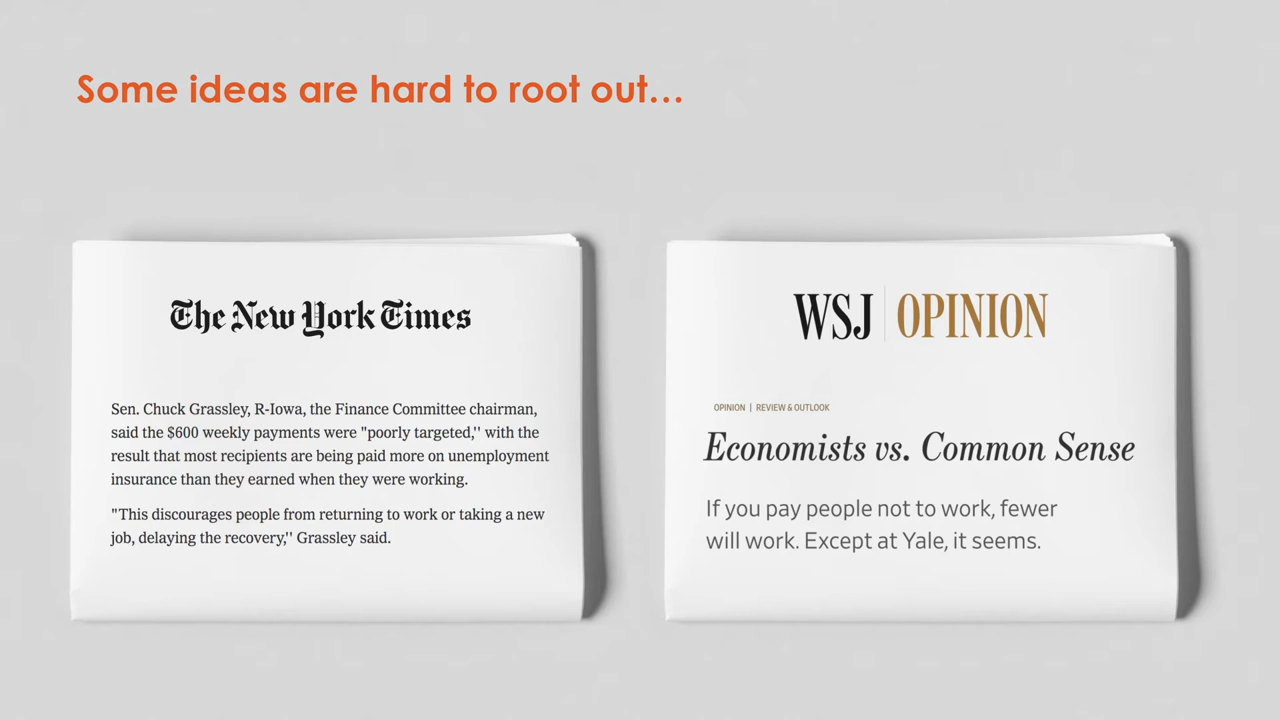 Some ideas are hard to root out...
The New York Times
Sen. Chuck Grassley, R-Iowa, the Finance Committee chairman,
said the $600 weekly payments were "poorly targeted,'' with the
result that most recipients are being paid more on unemployment
insurance than they earned when they were working.
"This discourages people from returning to work or taking a new
job, delaying the recovery,'' Grassley said.
WSJ | OPINION
OPINION | REVIEW & OUTLOOK
Economists vs. Common Sense
If you pay people not to work, fewer
will work. Except at Yale, it seems.